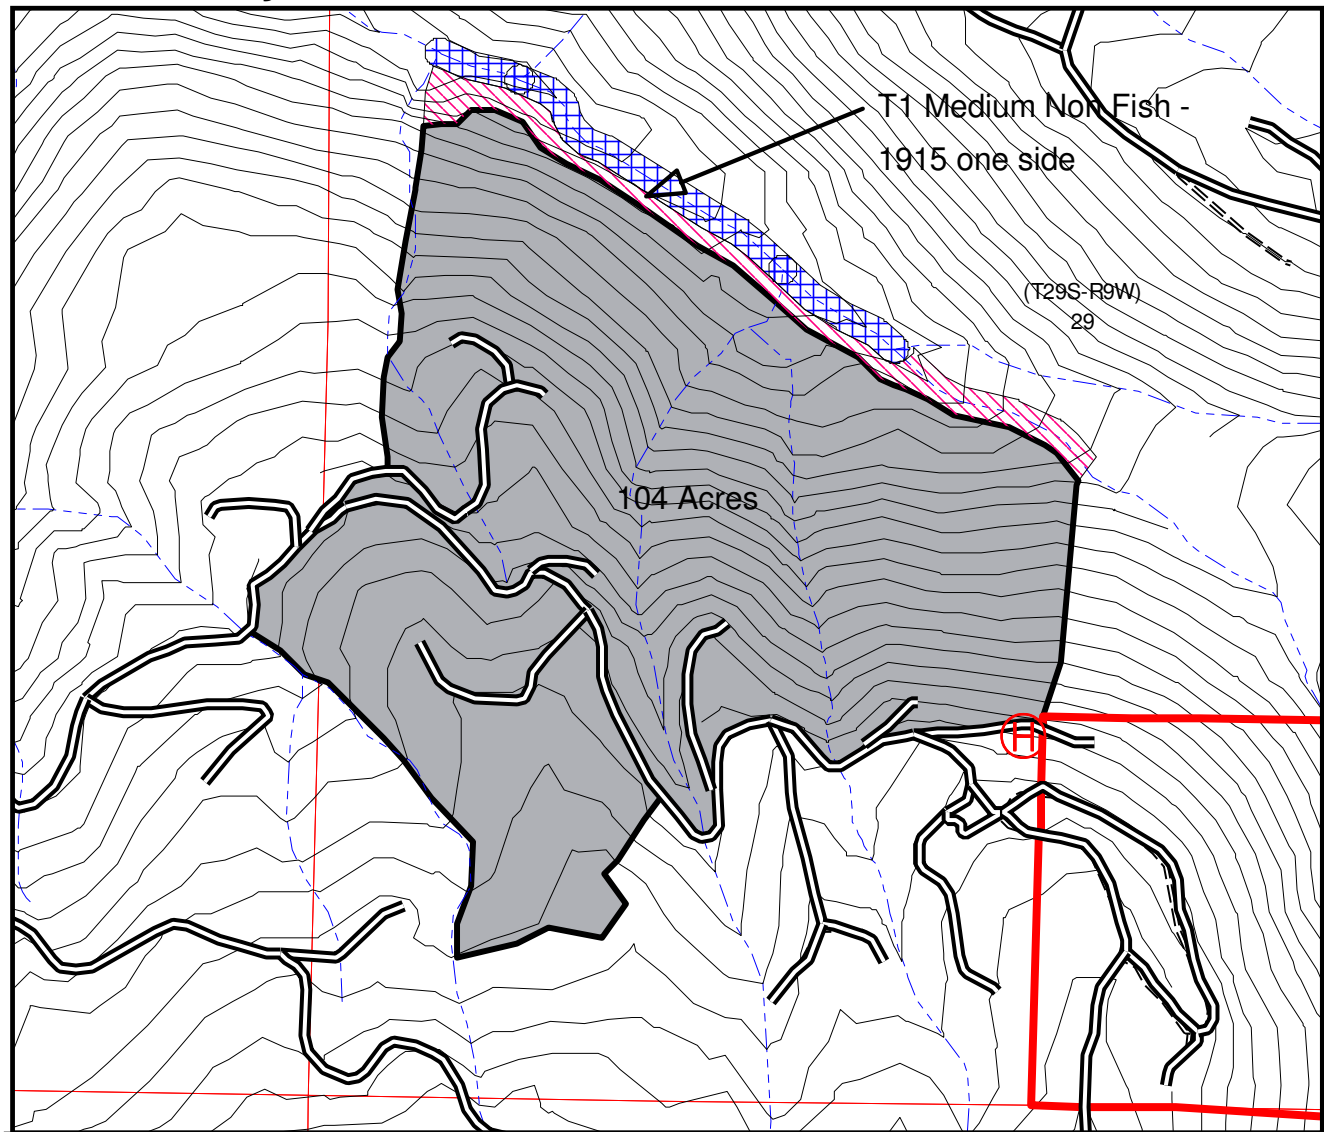 T1 Medium Non Fish -
1915 one side
(T29S-R9W)
29
104 Acres
H